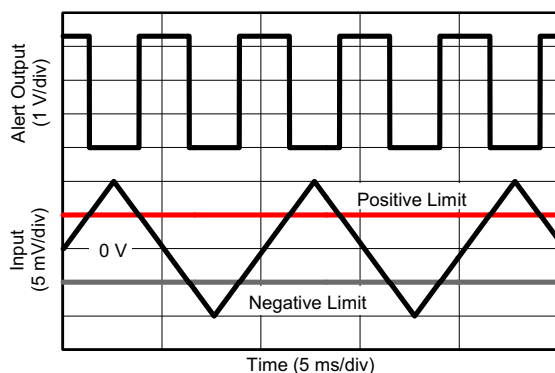 Alert Output
(1 V/div)
Positive Limit
Input
(5 mV/div)
0 V
Negative Limit
Time (5 ms/div)